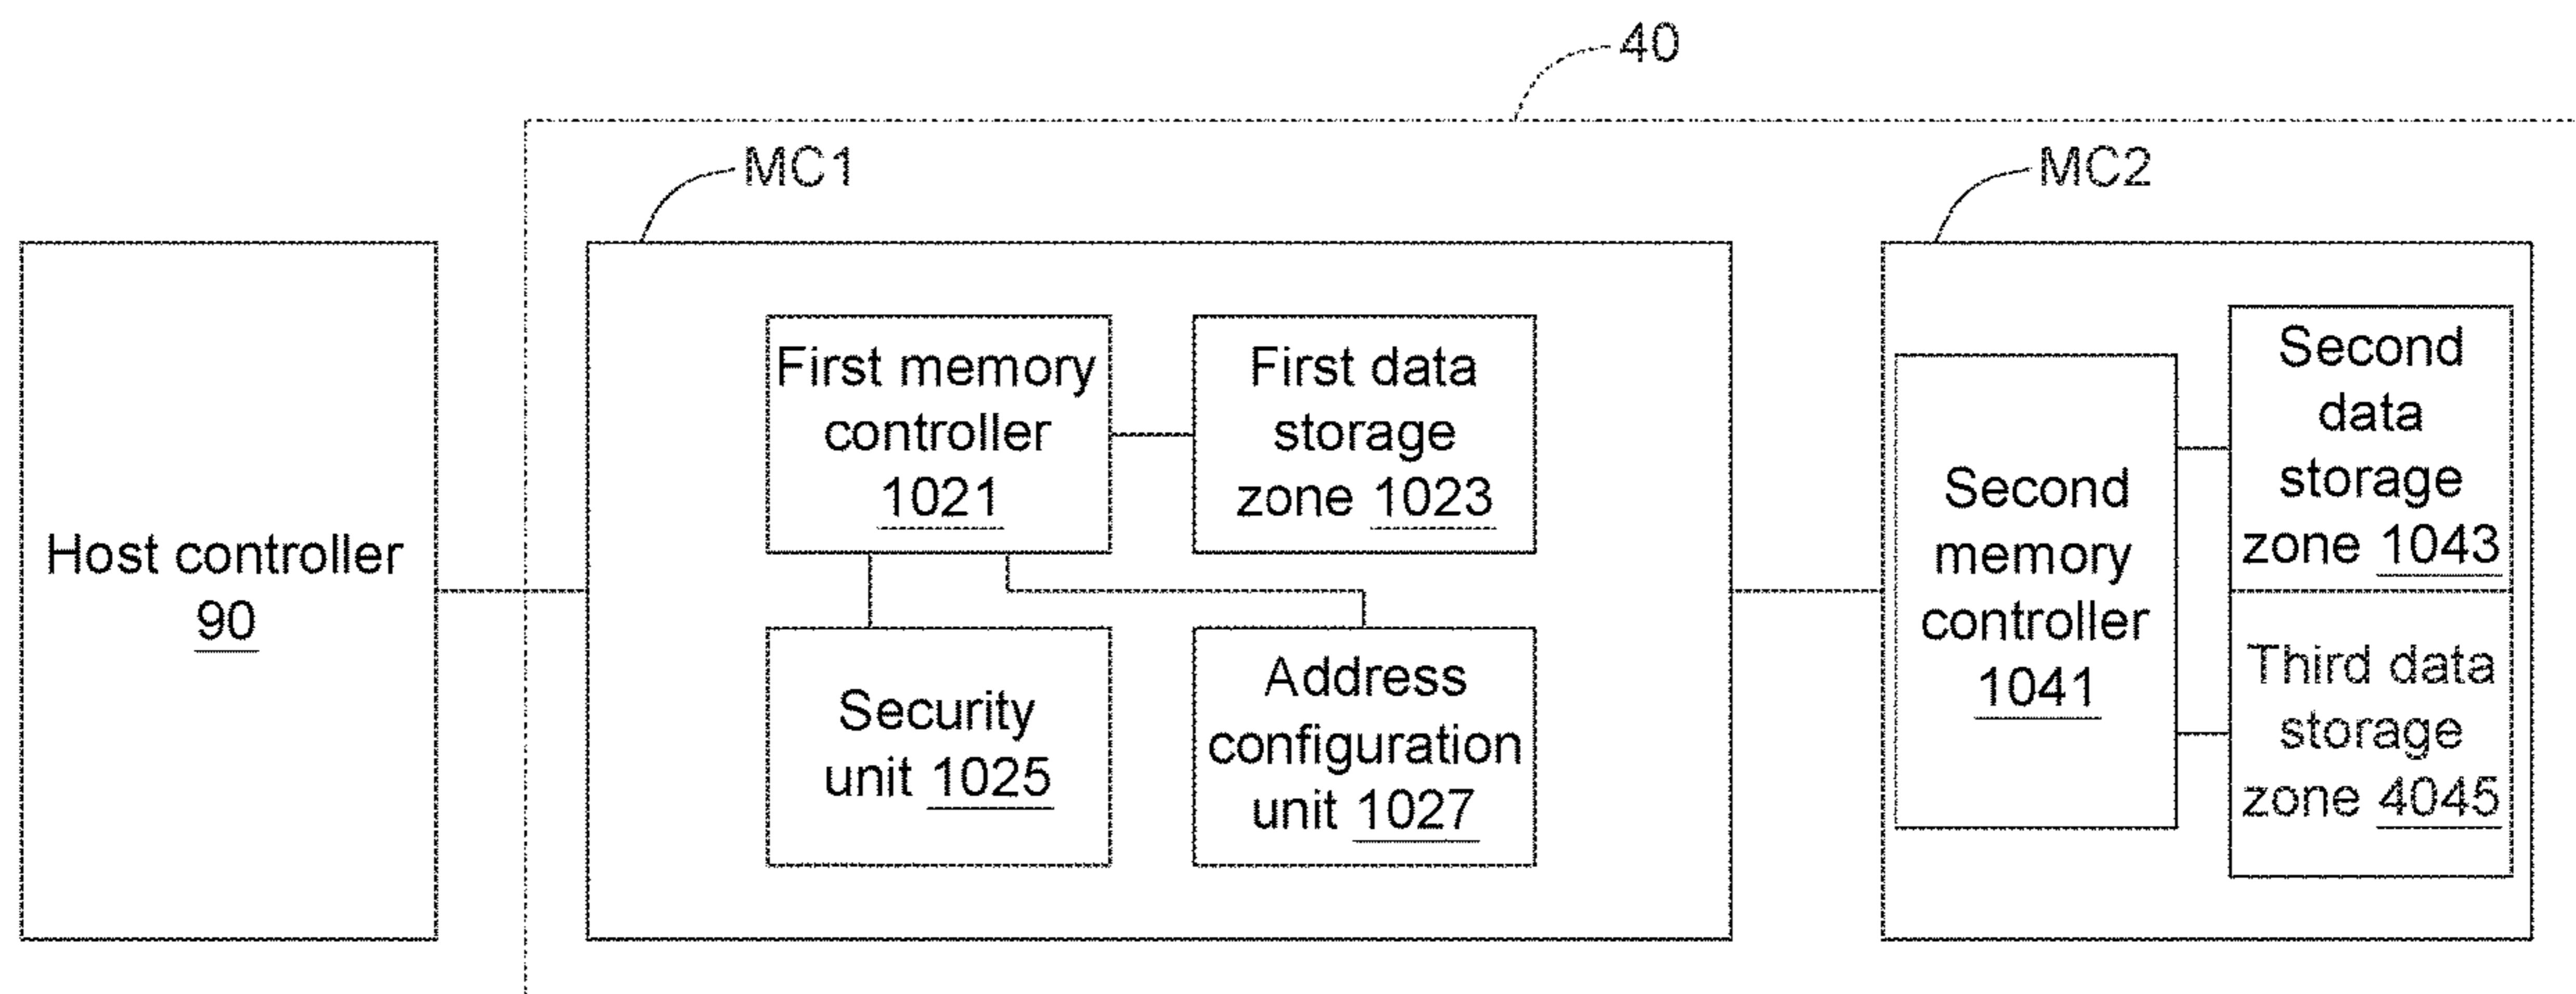 40
MC1
MC2
Host controller
90
First memory
controller
1021
First data
storage
zone 1023
Security
unit 1025
Address
configuration
unit 1027
Second
memory
controller
1041
Second
data
storage
zone 1043
Third data
storage
zone 4045